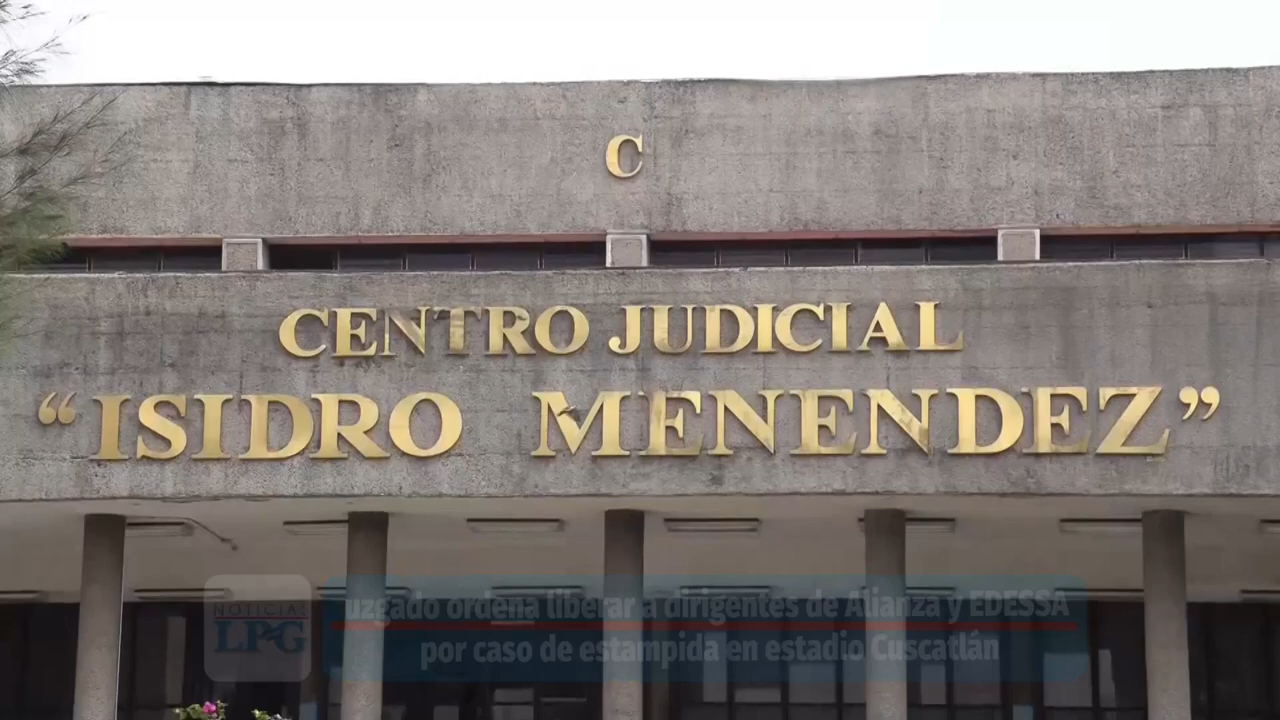 C
CENTRO JUDICIAL
“ISIDRO MENENDEZ”
NOTICIAS
LPG
uzgado ordena liberar a dirigentes de Alianza y EDESSA
por caso de estampida en estadio Cuscatlán